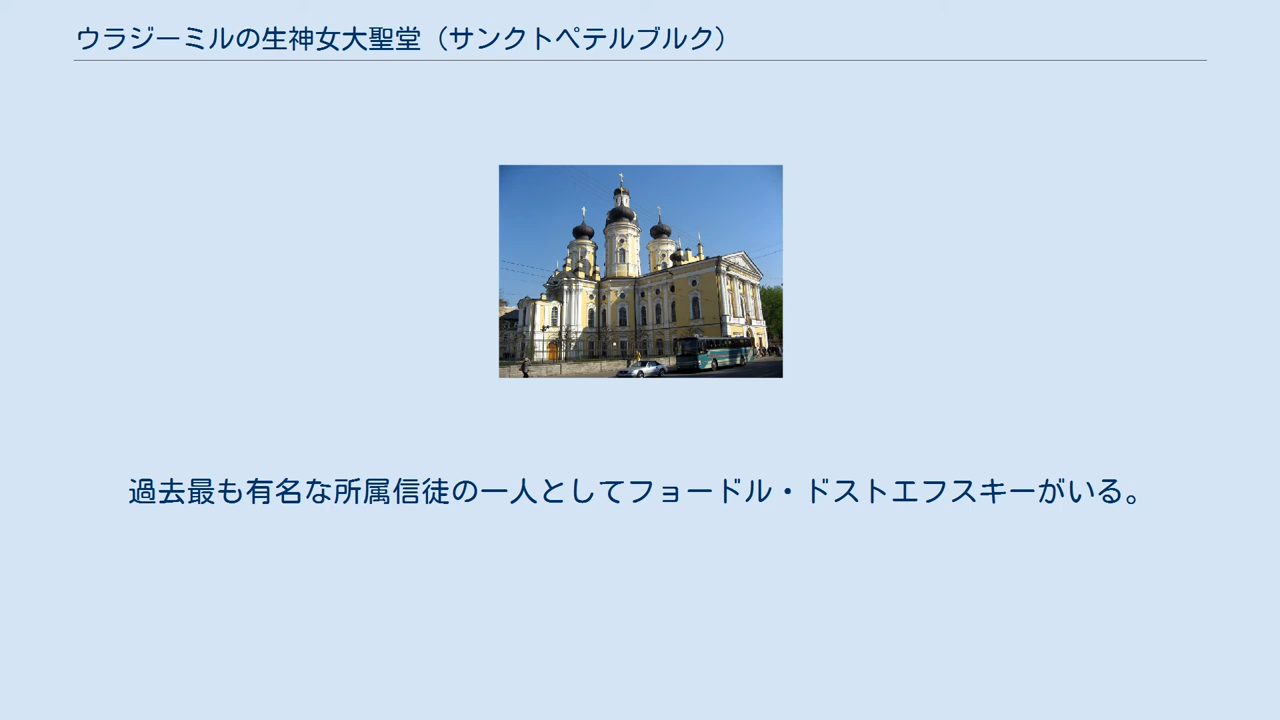 ウラジーミルの生神女大聖堂（サンクトペテルブルク）
過去最も有名な所属信徒の一人としてフョードル・ドストエフスキーがいる。